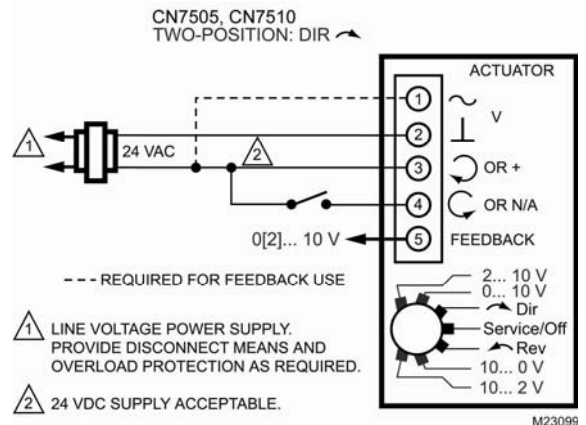 CN7505, CN7510
TWO-POSITION: DIR
ACTUATOR
1
V
2
1
24 VAC
2
3
OR +
4
OR N/A
0[2]... 10 V
5
FEEDBACK
--- REQUIRED FOR FEEDBACK USE
2... 10 V
0... 10 V
Dir
Service/Off
Rev
10... 0 V
10... 2 V
1 LINE VOLTAGE POWER SUPPLY.
PROVIDE DISCONNECT MEANS AND
OVERLOAD PROTECTION AS REQUIRED.
2 24 VDC SUPPLY ACCEPTABLE.
M23099